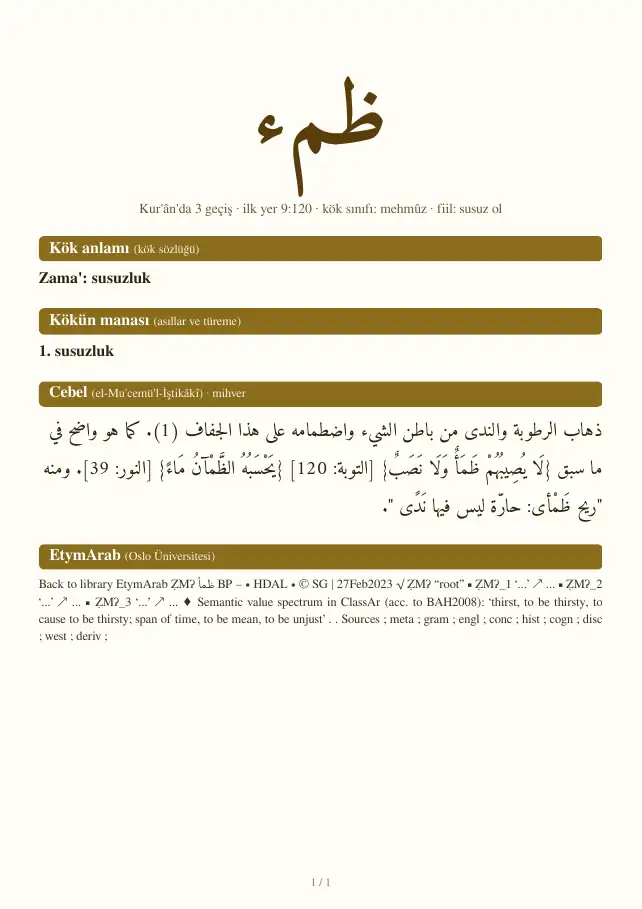 ظمء
Kur'ân'da 3 geçiş · ilk yer 9:120 · kök sınıfı: mehmûz · fiil: susuz ol
Kök anlamı (kök sözlüğü)
Zama': susuzluk
Kökün manası (asıllar ve türeme)
1. susuzluk
Cebel (el-Mu'cemü'l-İştikâkî) · mihver
ذهاب الرطوبة والندى من باطن الشيء واضطمامه على هذا الجفاف (1). كما هو واضح في
ما سبق {لَا يُصِيبُهُمْ ظَمَأٌ وَلَا نَصَبٌ} [التوبة: 120] {يَحْسَبُهُ الظَّمْآنُ مَاءً} [النور: 39]. ومنه
"ريح ظَمْأى: حارّة ليس فيها نَدًى ".
EtymArab (Oslo Üniversitesi)
Back to library EtymArab ẒMʔ ظمأ BP – • HDAL • © SG | 27Feb2023 √ ẒMʔ “root” ▪ ẒMʔ_1 ‘...’ ↗ ... ▪ ẒMʔ_2
‘...’ ↗ ... ▪ ẒMʔ_3 ‘...’ ↗ ... ♦ Semantic value spectrum in ClassAr (acc. to BAH2008): ‘thirst, to be thirsty, to
cause to be thirsty; span of time, to be mean, to be unjust’ . . Sources ; meta ; gram ; engl ; conc ; hist ; cogn ; disc
; west ; deriv ;
1 / 1